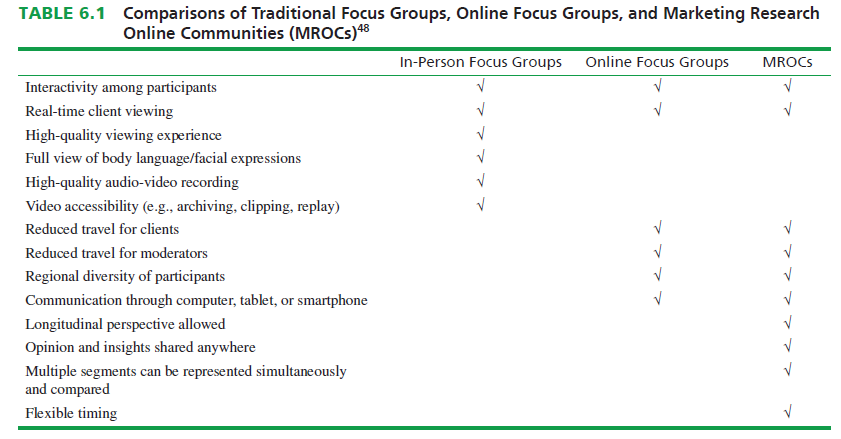 TABLE 6.1 Comparisons of Traditional Focus Groups, Online Focus Groups, and Marketing Research
Online Communities (MROCs)48
In-Person Focus Groups Online Focus Groups MROCs
Interactivity among participants √ √ √
Real-time client viewing √ √ √
High-quality viewing experience √
Full view of body language/facial expressions √
High-quality audio-video recording √
Video accessibility (e.g., archiving, clipping, replay) √
Reduced travel for clients √ √
Reduced travel for moderators √ √
Regional diversity of participants √ √
Communication through computer, tablet, or smartphone √ √
Longitudinal perspective allowed √
Opinion and insights shared anywhere √
Multiple segments can be represented simultaneously √
and compared
Flexible timing √